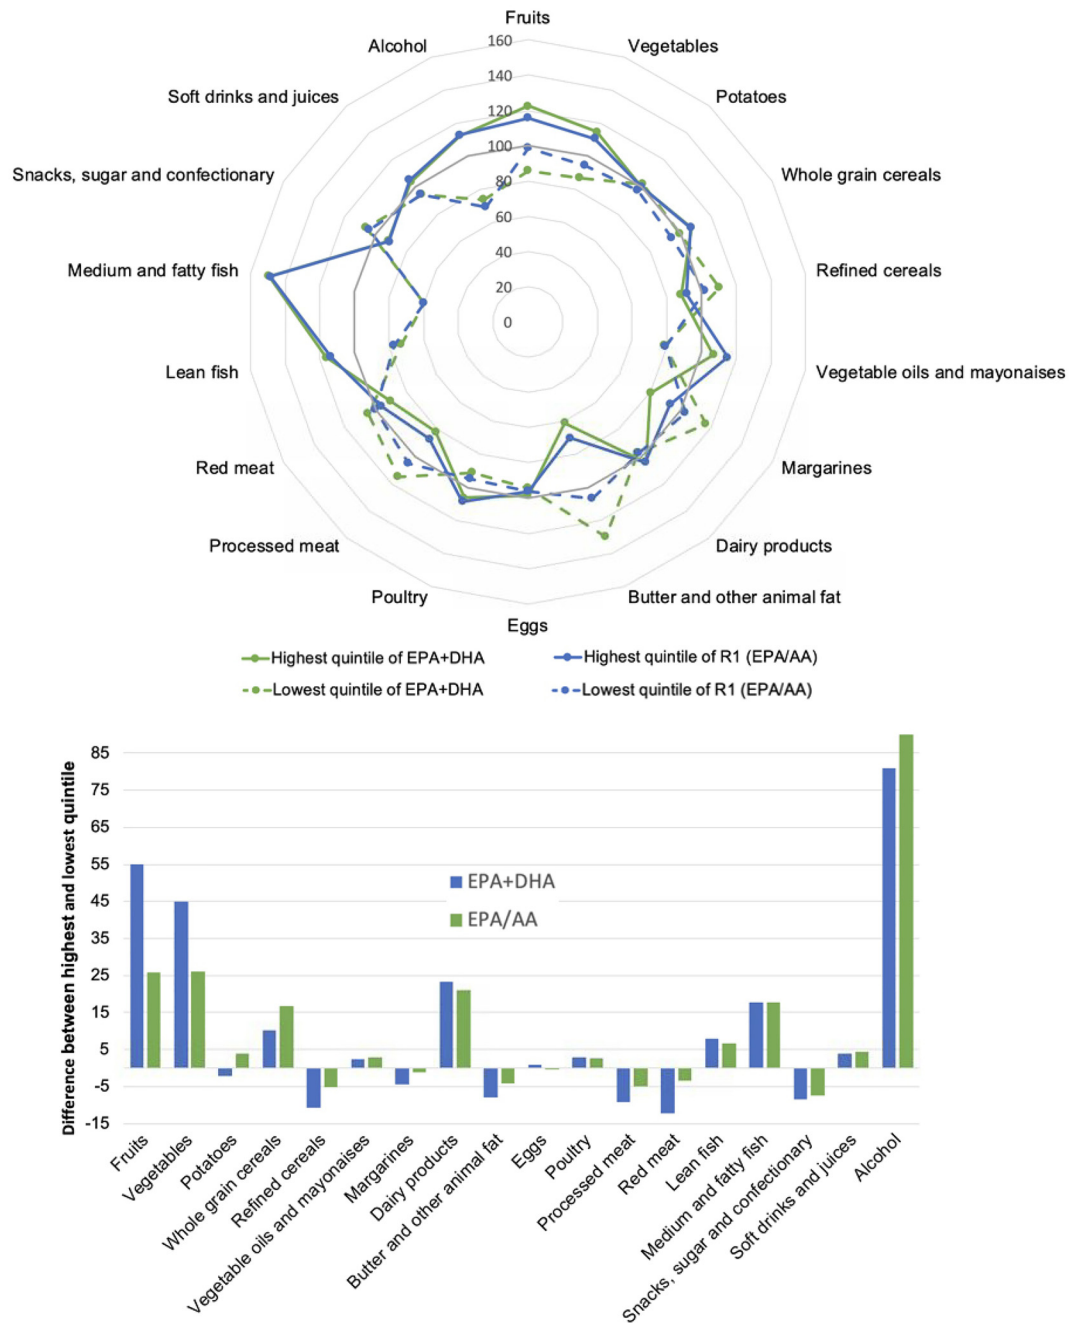 Fruits
160
Alcohol
Vegetables
140
Soft drinks and juices
Potatoes
120
100
Snacks, sugar and confectionary
Whole grain cereals
80
60
Medium and fatty fish
40
Refined cereals
20
0
Lean fish
Vegetable oils and mayonaises
Red meat
Margarines
Processed meat
Dairy products
Poultry
Butter and other animal fat
Eggs
Highest quintile of EPA+DHA
Highest quintile of R1 (EPA/AA)
Lowest quintile of EPA+DHA
Lowest quintile of R1 (EPA/AA)
Difference between highest and lowest quintile
85
75
65
55
45
35
25
15
5
-5
-15
EPA+DHA
EPA/AA
Fruits
Vegetables
Potatoes
Whole grain cereals
Refined cereals
Vegetable oils and mayonaises
Margarines
Dairy products
Butter and other animal fat
Eggs
Poultry
Processed meat
Red meat
Lean fish
Medium and fatty fish
Snacks, sugar and confectionary
Soft drinks and juices
Alcohol